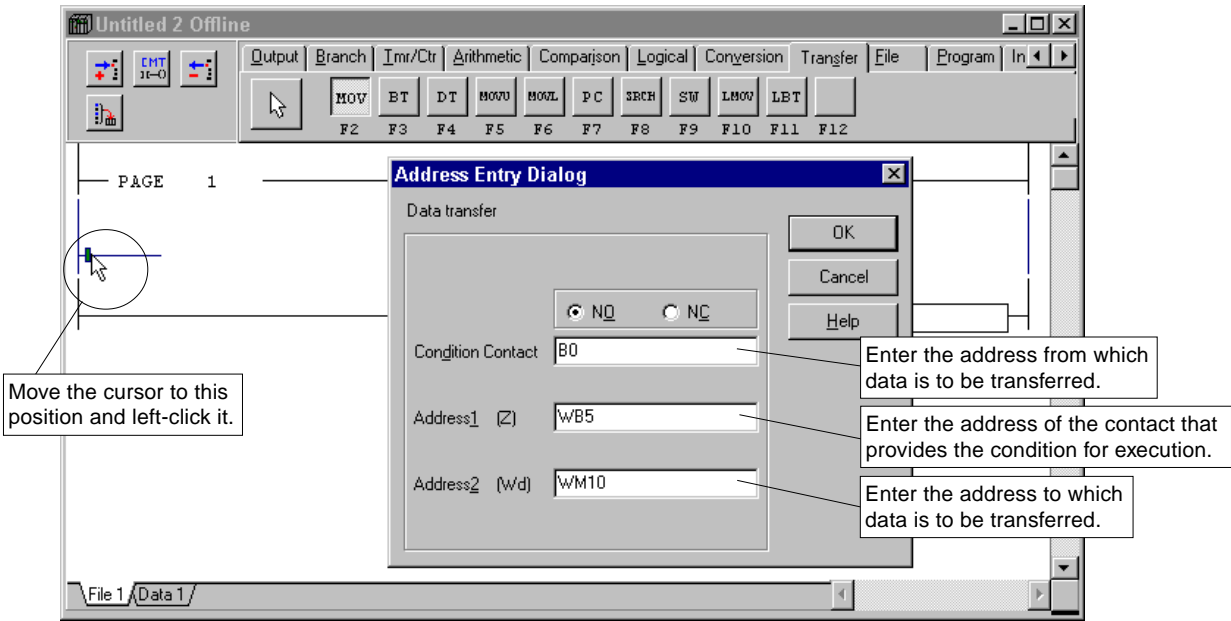 Untitled 2 Offline
CMT
Output Branch Tmr/Ctr Arithmetic Comparison Logical Conversion Transfer File Program In
MOV BT DT MOVU MOVL PC SRCH SW LMOV LBT
F2 F3 F4 F5 F6 F7 F8 F9 F10 F11 F12
PAGE 1
Address Entry Dialog
Data transfer
OK
Cancel
NO NC
Help
Condition Contact B0
Enter the address from which
data is to be transferred.
Move the cursor to this
position and left-click it.
Address1 (Z) WB5
Enter the address of the contact that
provides the condition for execution.
Address2 (Wd) WM10
Enter the address to which
data is to be transferred.
File 1 Data 1